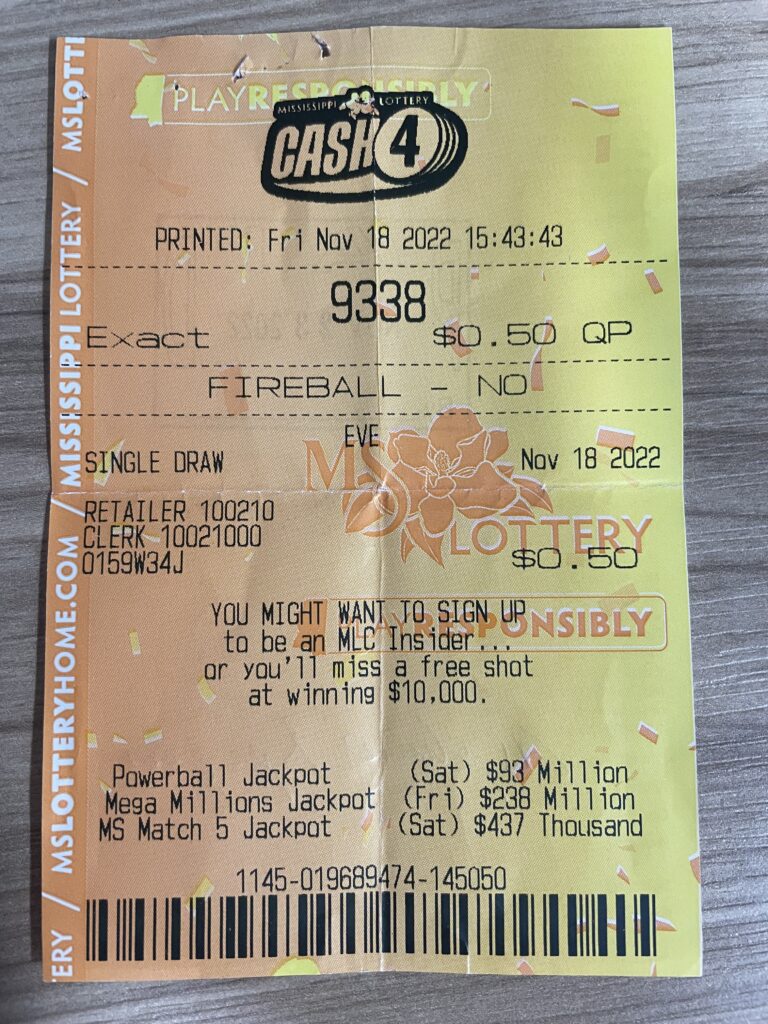 PLAY RESPONSIBLY
MISSISSIPPI LOTTERY
CASH 4
PRINTED: Fri Nov 18 2022 15:43:43
9338
Exact $0.50 QP
FIREBALL - NO
EVE
SINGLE DRAW Nov 18 2022
MS
LOTTERY
RETAILER 100210
CLERK 10021000
0159W34J $0.50
PLAY RESPONSIBLY
YOU MIGHT WANT TO SIGN UP
to be an MLC Insider...
or you'll miss a free shot
at winning $10,000.
Powerball Jackpot (Sat) $93 Million
Mega Millions Jackpot (Fri) $238 Million
MS Match 5 Jackpot (Sat) $437 Thousand
1145-019689474-145050
ERY / MSLOTTERYHOME.COM / MISSISSIPPI LOTTERY / MSLOTT